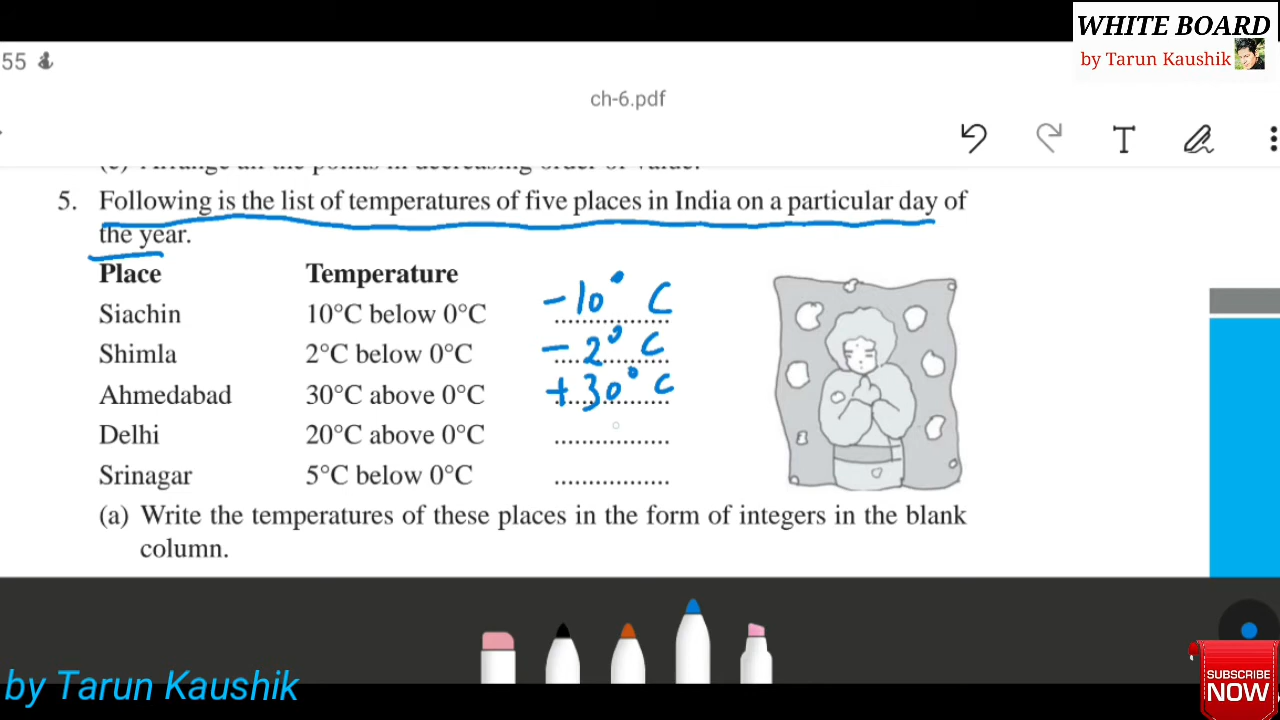 WHITE BOARD
by Tarun Kaushik
55
ch-6.pdf
5. Following is the list of temperatures of five places in India on a particular day of
the year.
Place Temperature
Siachin 10°C below 0°C .................. -10° C
Shimla 2°C below 0°C .................. -2° C
Ahmedabad 30°C above 0°C .................. +30° C
Delhi 20°C above 0°C ..................
Srinagar 5°C below 0°C ..................
(a) Write the temperatures of these places in the form of integers in the blank
column.
by Tarun Kaushik
SUBSCRIBE
NOW